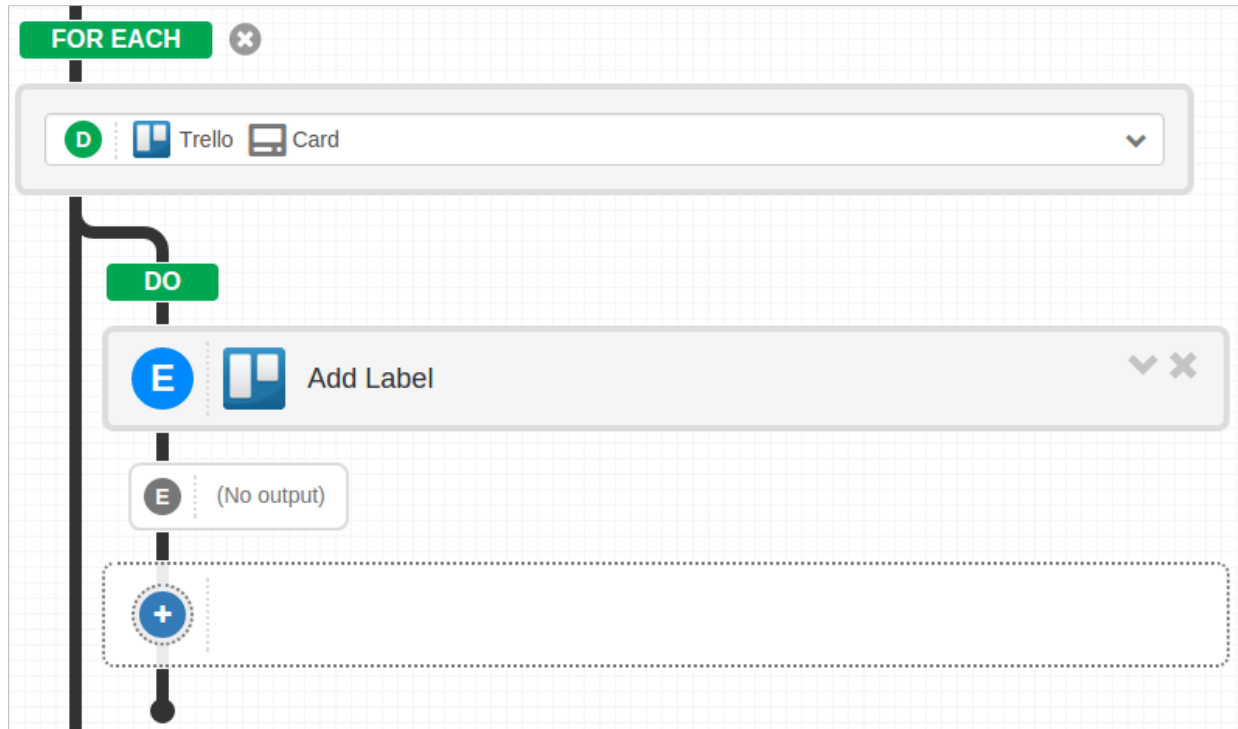 FOR EACH
D Trello Card
DO
E Add Label
E (No output)